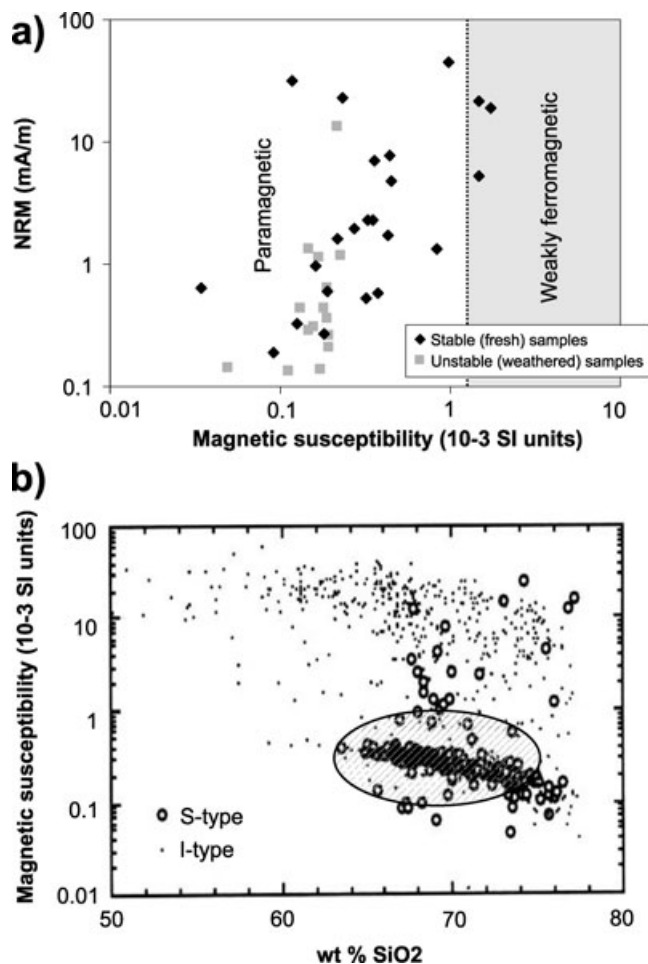 a)
100
10
1
0.1
NRM (mA/m)
Paramagnetic
Weakly ferromagnetic
Stable (fresh) samples
Unstable (weathered) samples
0.01 0.1 1 10
Magnetic susceptibility (10-3 SI units)
b)
100
10
1
0.1
0.01
Magnetic susceptibility (10-3 SI units)
S-type
I-type
50 60 70 80
wt % SiO2